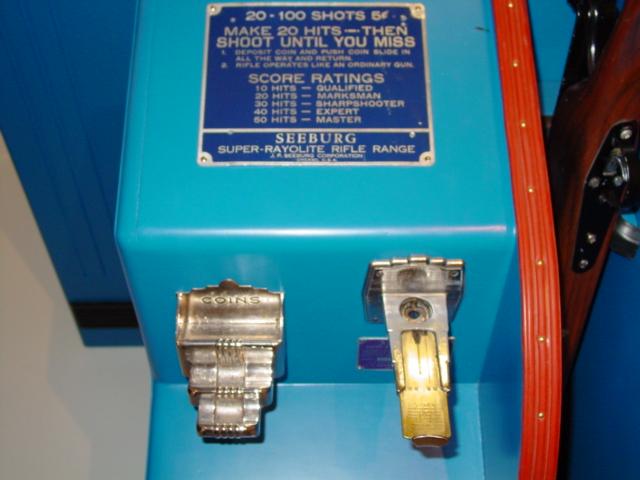 20 - 100 SHOTS 5¢
MAKE 20 HITS — THEN
SHOOT UNTIL YOU MISS
1. DEPOSIT COIN AND PUSH COIN SLIDE IN
ALL THE WAY AND RETURN.
2. RIFLE OPERATES LIKE AN ORDINARY GUN.
SCORE RATINGS
10 HITS — QUALIFIED
20 HITS — MARKSMAN
30 HITS — SHARPSHOOTER
40 HITS — EXPERT
50 HITS — MASTER
SEEBURG
SUPER-RAYOLITE RIFLE RANGE
J. P. SEEBURG CORPORATION
CHICAGO, U.S.A.
COINS